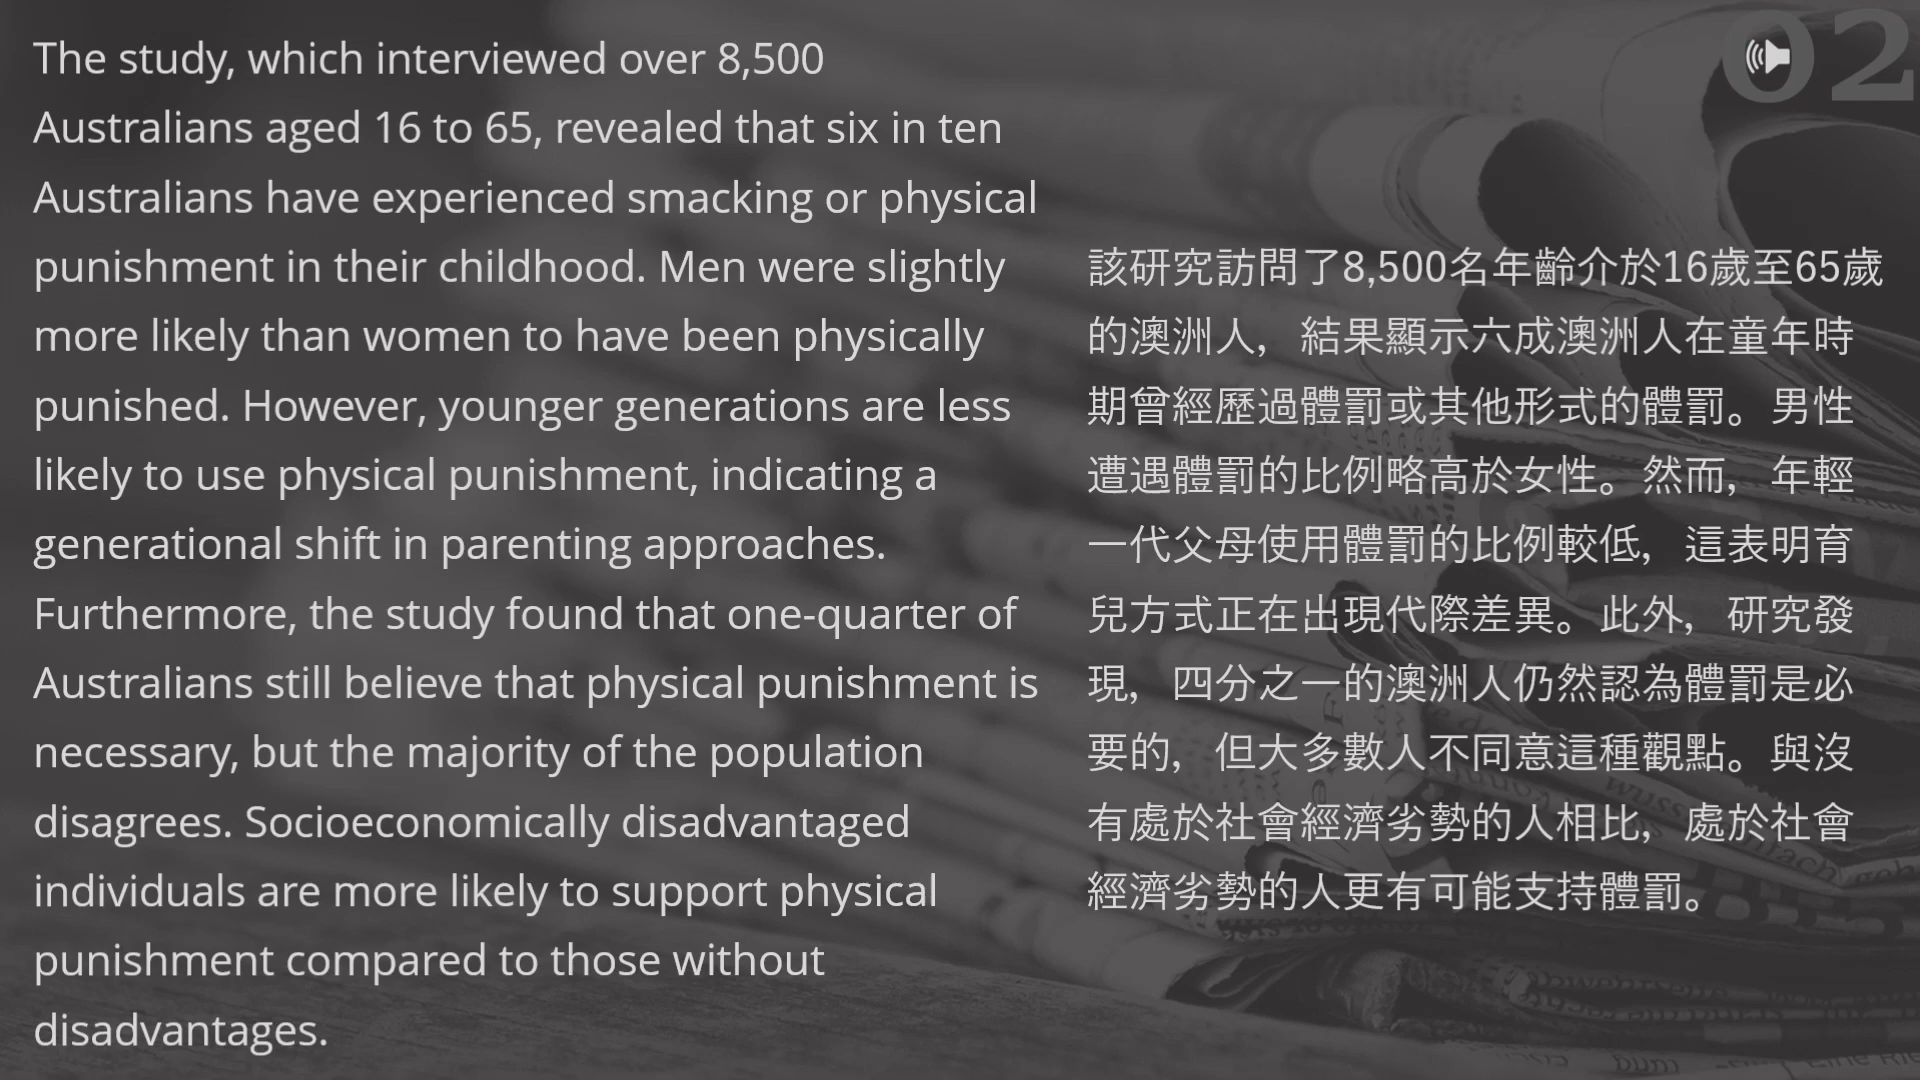 02
The study, which interviewed over 8,500
Australians aged 16 to 65, revealed that six in ten
Australians have experienced smacking or physical
punishment in their childhood. Men were slightly
more likely than women to have been physically
punished. However, younger generations are less
likely to use physical punishment, indicating a
generational shift in parenting approaches.
Furthermore, the study found that one-quarter of
Australians still believe that physical punishment is
necessary, but the majority of the population
disagrees. Socioeconomically disadvantaged
individuals are more likely to support physical
punishment compared to those without
disadvantages.
該研究訪問了8,500名年齡介於16歲至65歲
的澳洲人，結果顯示六成澳洲人在童年時
期曾經歷過體罰或其他形式的體罰。男性
遭遇體罰的比例略高於女性。然而，年輕
一代父母使用體罰的比例較低，這表明育
兒方式正在出現代際差異。此外，研究發
現，四分之一的澳洲人仍然認為體罰是必
要的，但大多數人不同意這種觀點。與沒
有處於社會經濟劣勢的人相比，處於社會
經濟劣勢的人更有可能支持體罰。